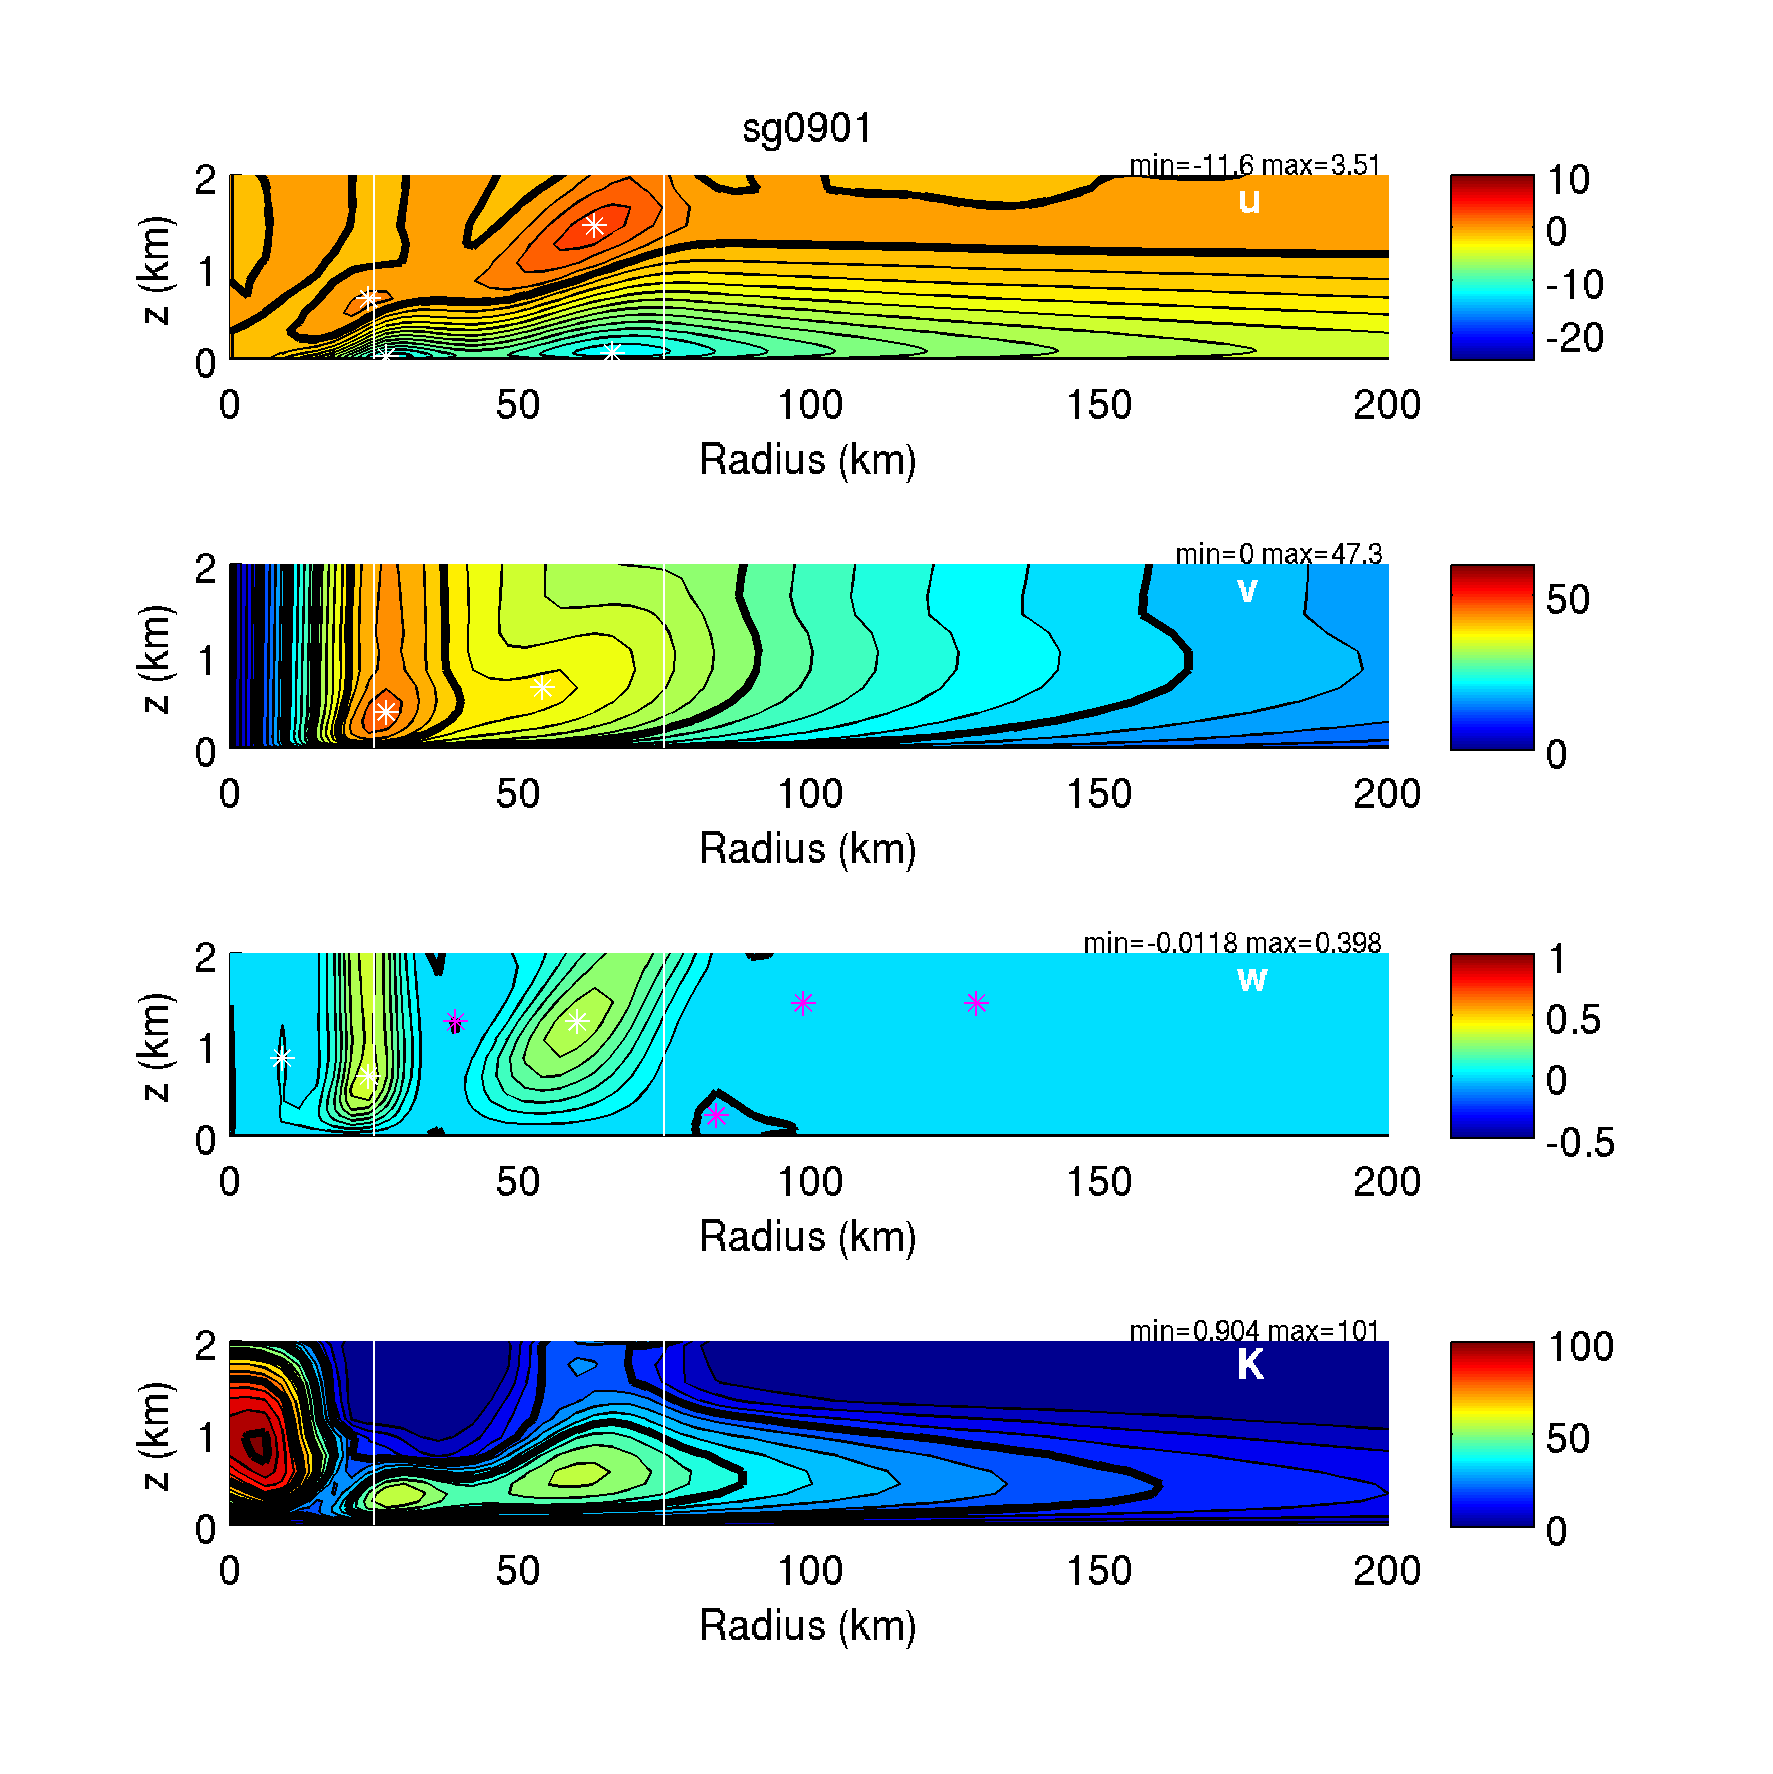 sg0901
min=-11.6 max=3.51
u
z (km)
2
1
0
0 50 100 150 200
Radius (km)
10
0
-10
-20
min=0 max=47.3
v
z (km)
2
1
0
0 50 100 150 200
Radius (km)
50
0
min=-0.0118 max=0.398
w
z (km)
2
1
0
0 50 100 150 200
Radius (km)
1
0.5
0
-0.5
min=0.904 max=101
K
z (km)
2
1
0
0 50 100 150 200
Radius (km)
100
50
0